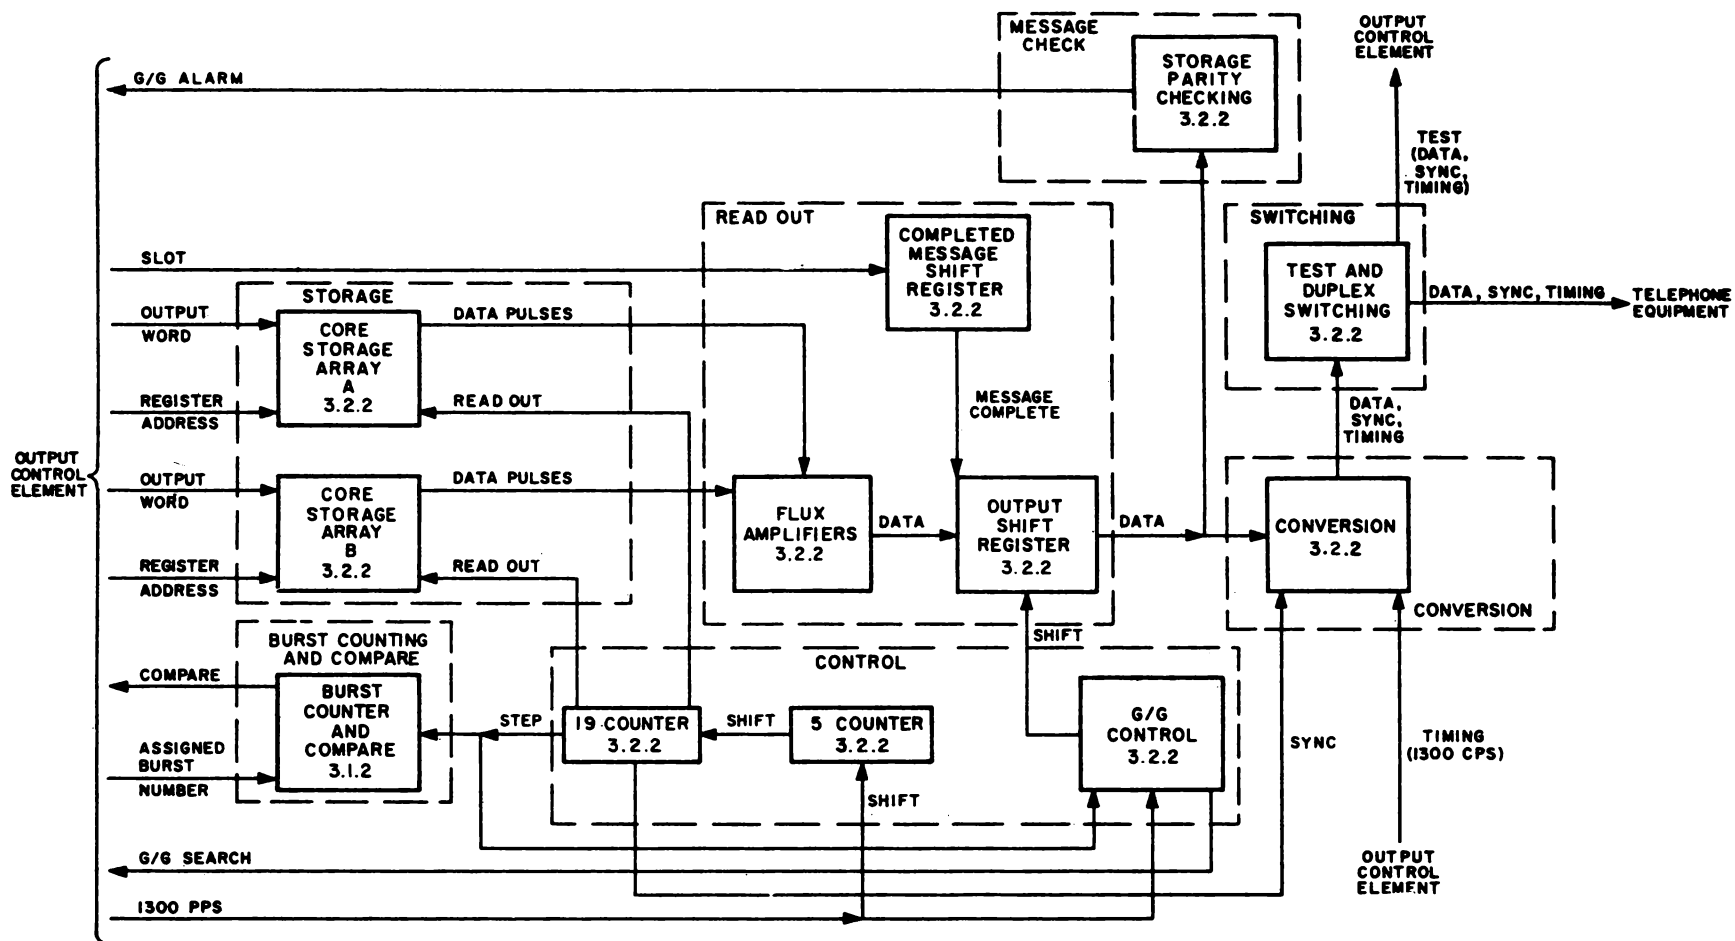 MESSAGE
CHECK
STORAGE
PARITY
CHECKING
3.2.2
OUTPUT
CONTROL
ELEMENT
G/G ALARM
TEST
(DATA,
SYNC,
TIMING)
READ OUT
COMPLETED
MESSAGE
SHIFT
REGISTER
3.2.2
SWITCHING
TEST AND
DUPLEX
SWITCHING
3.2.2
DATA, SYNC, TIMING
TELEPHONE
EQUIPMENT
SLOT
STORAGE
OUTPUT
WORD
CORE
STORAGE
ARRAY
A
3.2.2
DATA PULSES
REGISTER
ADDRESS
READ OUT
MESSAGE
COMPLETE
DATA,
SYNC,
TIMING
OUTPUT
CONTROL
ELEMENT
OUTPUT
WORD
CORE
STORAGE
ARRAY
B
3.2.2
DATA PULSES
FLUX
AMPLIFIERS
3.2.2
DATA
OUTPUT
SHIFT
REGISTER
3.2.2
DATA
CONVERSION
3.2.2
CONVERSION
REGISTER
ADDRESS
READ OUT
BURST COUNTING
AND COMPARE
SHIFT
CONTROL
COMPARE
BURST
COUNTER
AND
COMPARE
3.1.2
STEP
19 COUNTER
3.2.2
SHIFT
5 COUNTER
3.2.2
G/G
CONTROL
3.2.2
SYNC
TIMING
(1300 CPS)
ASSIGNED
BURST
NUMBER
SHIFT
G/G SEARCH
OUTPUT
CONTROL
ELEMENT
1300 PPS